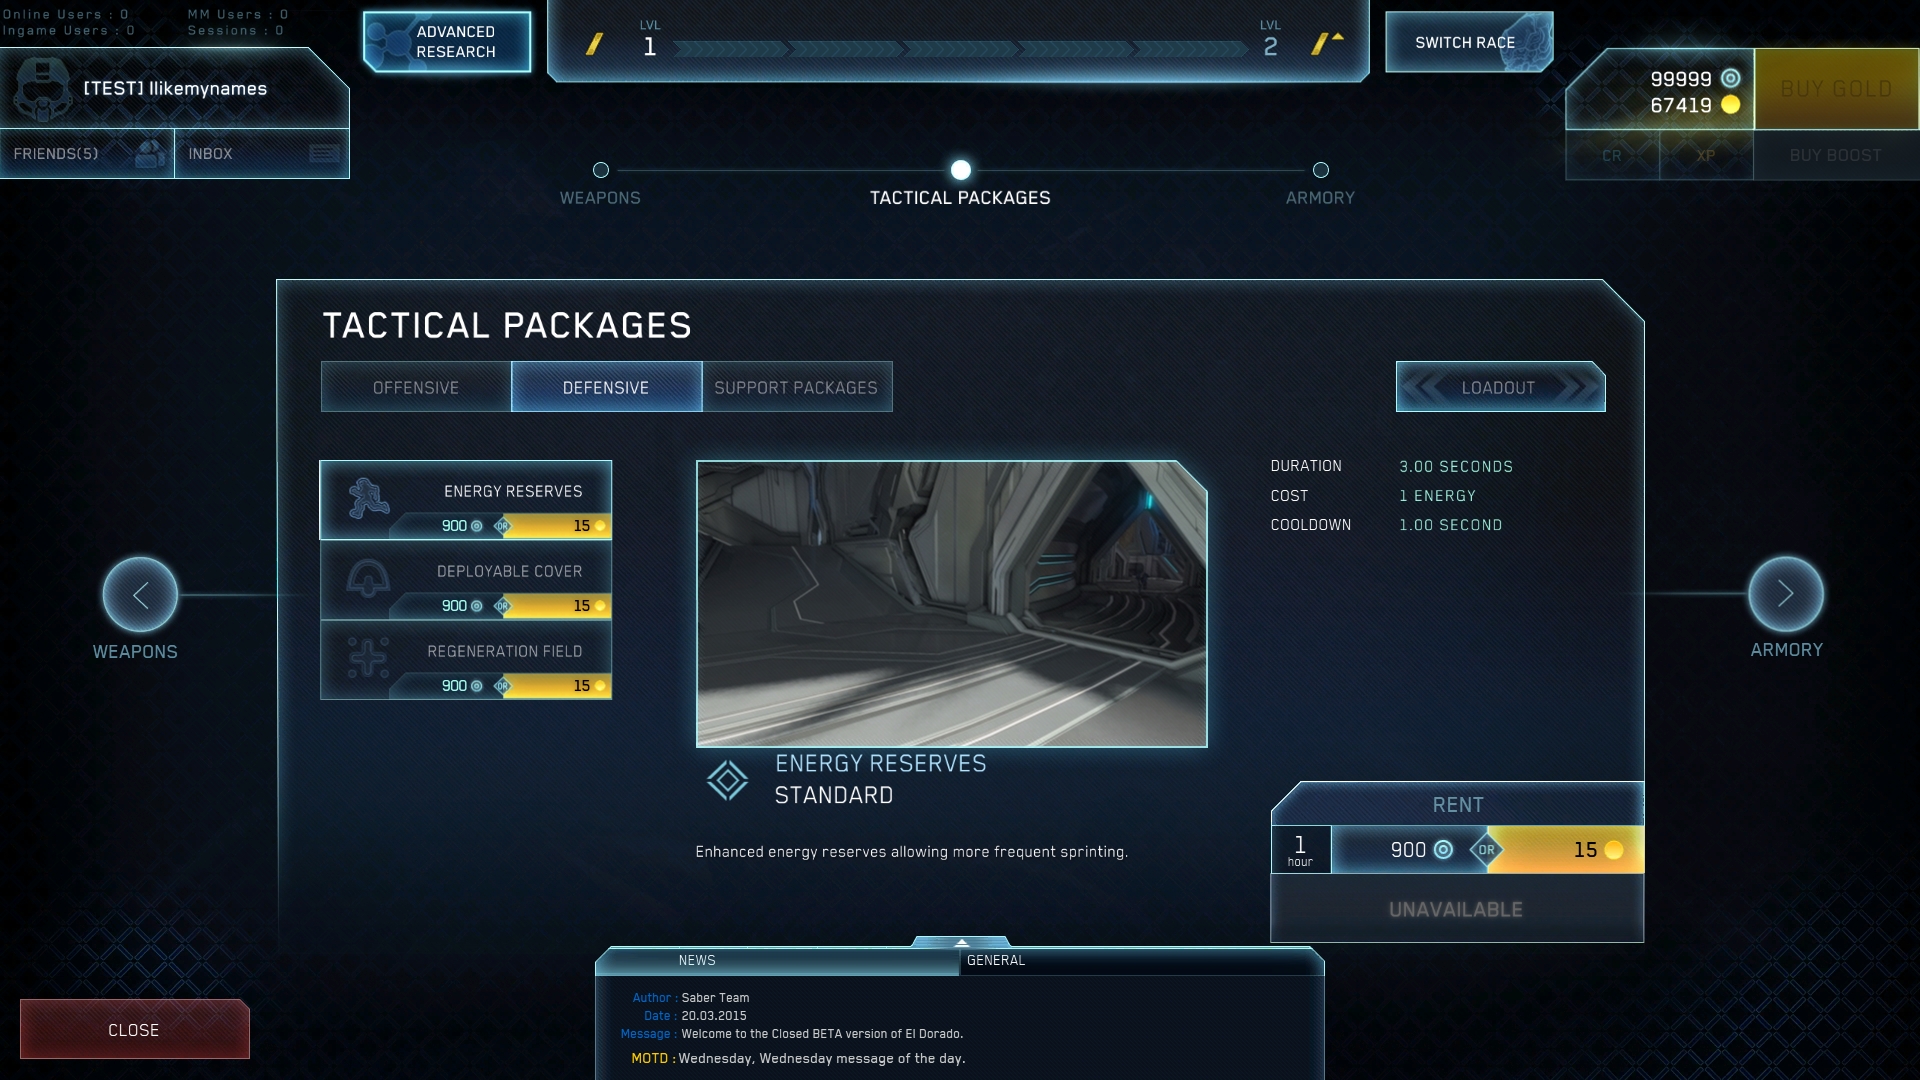 Online Users : 0
MM Users : 0
Ingame Users : 0
Sessions : 0
[TEST] Ilikemynames
FRIENDS(5)
INBOX
ADVANCED
RESEARCH
LVL
1
LVL
2
SWITCH RACE
99999
67419
BUY GOLD
CR
XP
BUY BOOST
WEAPONS
TACTICAL PACKAGES
ARMORY
TACTICAL PACKAGES
OFFENSIVE
DEFENSIVE
SUPPORT PACKAGES
LOADOUT
ENERGY RESERVES
900 OR 15
DEPLOYABLE COVER
900 OR 15
REGENERATION FIELD
900 OR 15
DURATION 3.00 SECONDS
COST 1 ENERGY
COOLDOWN 1.00 SECOND
WEAPONS
ARMORY
ENERGY RESERVES
STANDARD
Enhanced energy reserves allowing more frequent sprinting.
RENT
1
hour
900 OR 15
UNAVAILABLE
NEWS
GENERAL
Author : Saber Team
Date : 20.03.2015
Message : Welcome to the Closed BETA version of El Dorado.
MOTD : Wednesday, Wednesday message of the day.
CLOSE